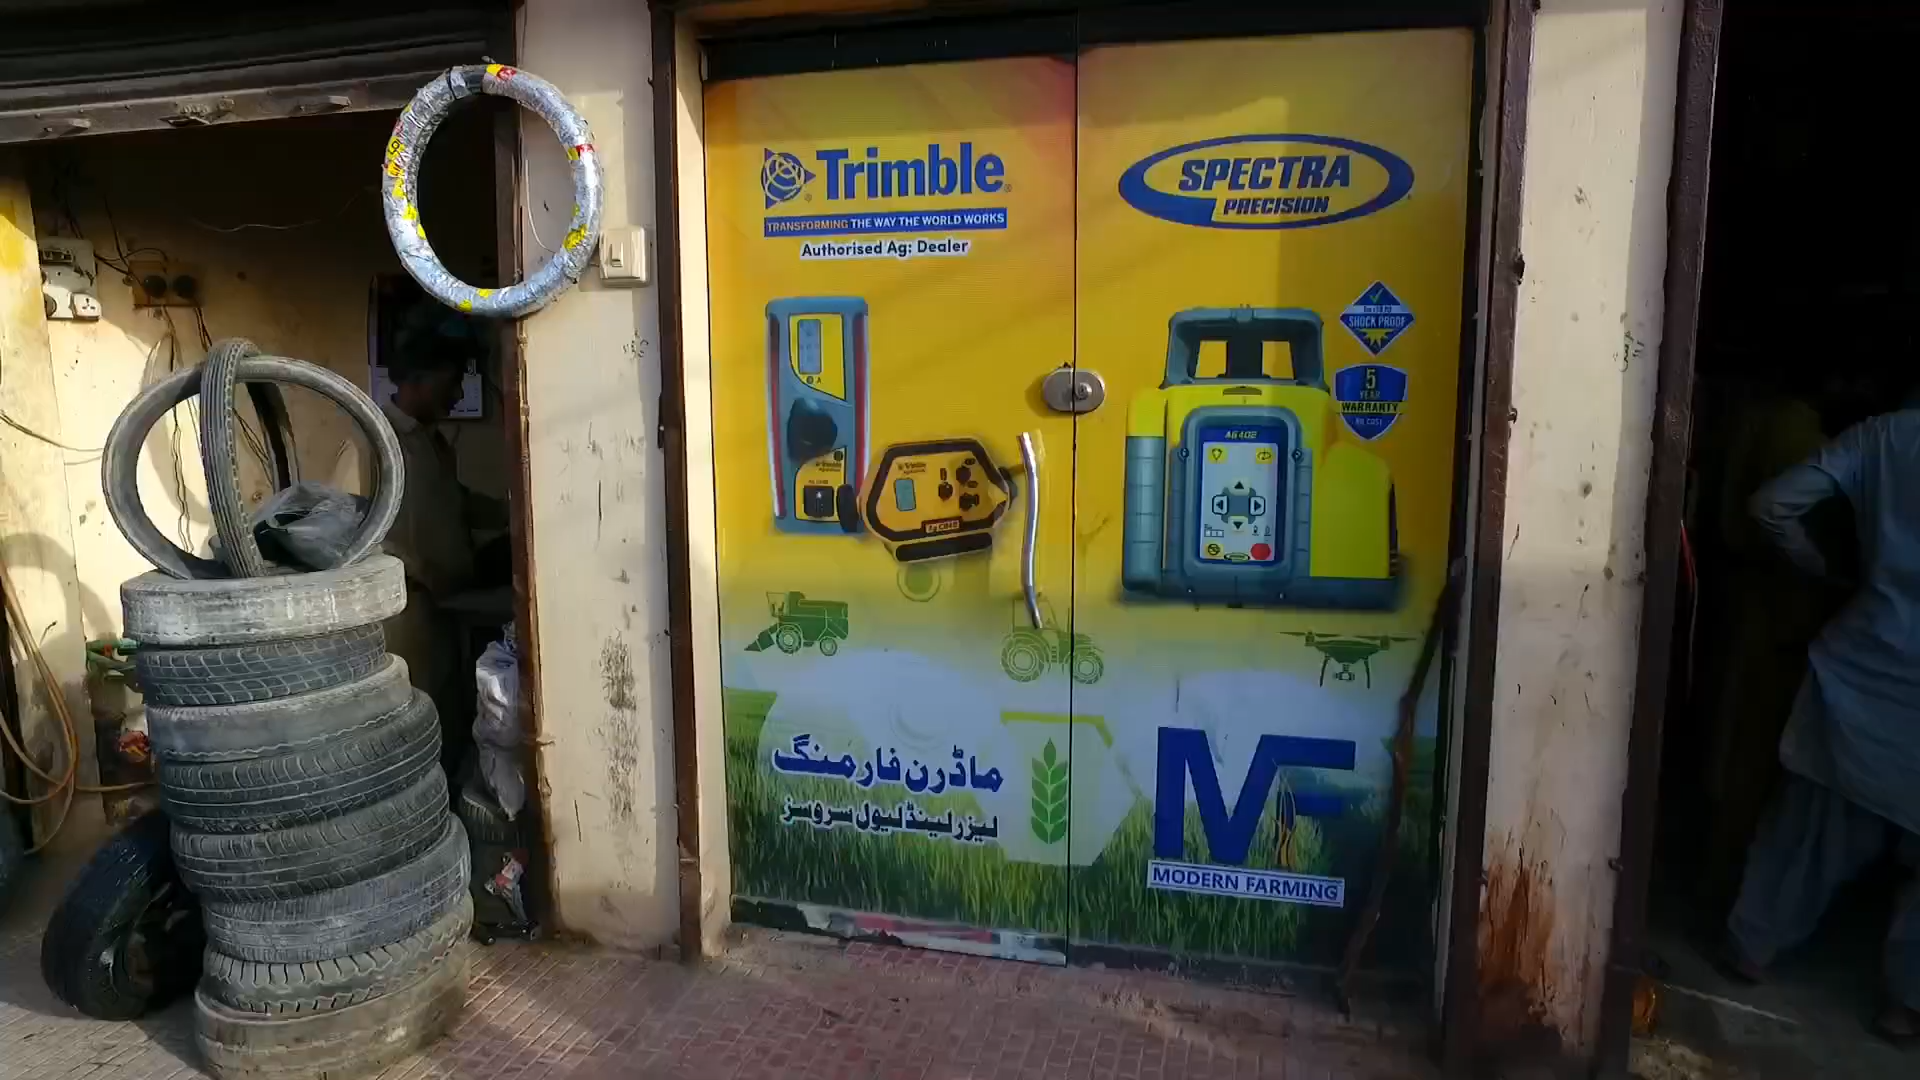 Trimble
TRANSFORMING THE WAY THE WORLD WORKS
Authorised Ag: Dealer
SPECTRA
PRECISION
SHOCK PROOF
5
YEAR
WARRANTY
AG402
ماڈرن فارمنگ
لیزر لینڈ لیول سروسز
MF
MODERN FARMING